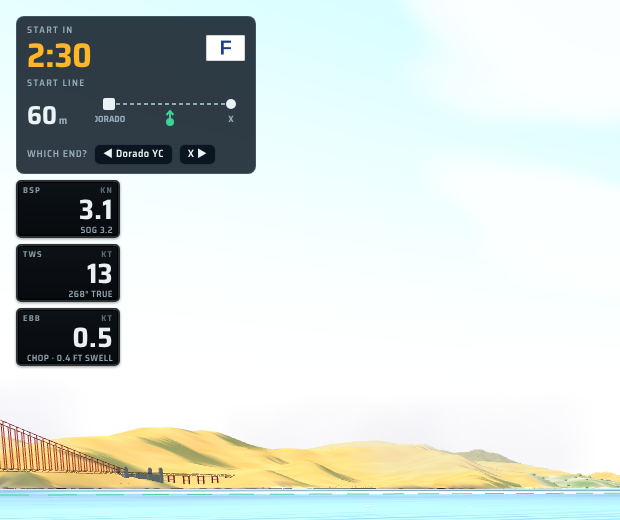 START IN
2:30
F
START LINE
60 m
DORADO
X
WHICH END? ◀ Dorado YC X ▶
BSP KN
3.1
SOG 3.2
TWS KT
13
268° TRUE
EBB KT
0.5
CHOP · 0.4 FT SWELL